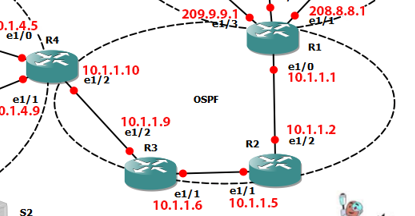 209.9.9.1
208.8.8.1
e1/3
e1/1
R1
e1/0
10.1.1.1
0.1.4.5
e1/0
R4
10.1.1.10
e1/2
e1/1
0.1.4.9
OSPF
10.1.1.9
e1/2
R3
e1/1
10.1.1.6
10.1.1.2
e1/2
R2
e1/1
10.1.1.5
S2